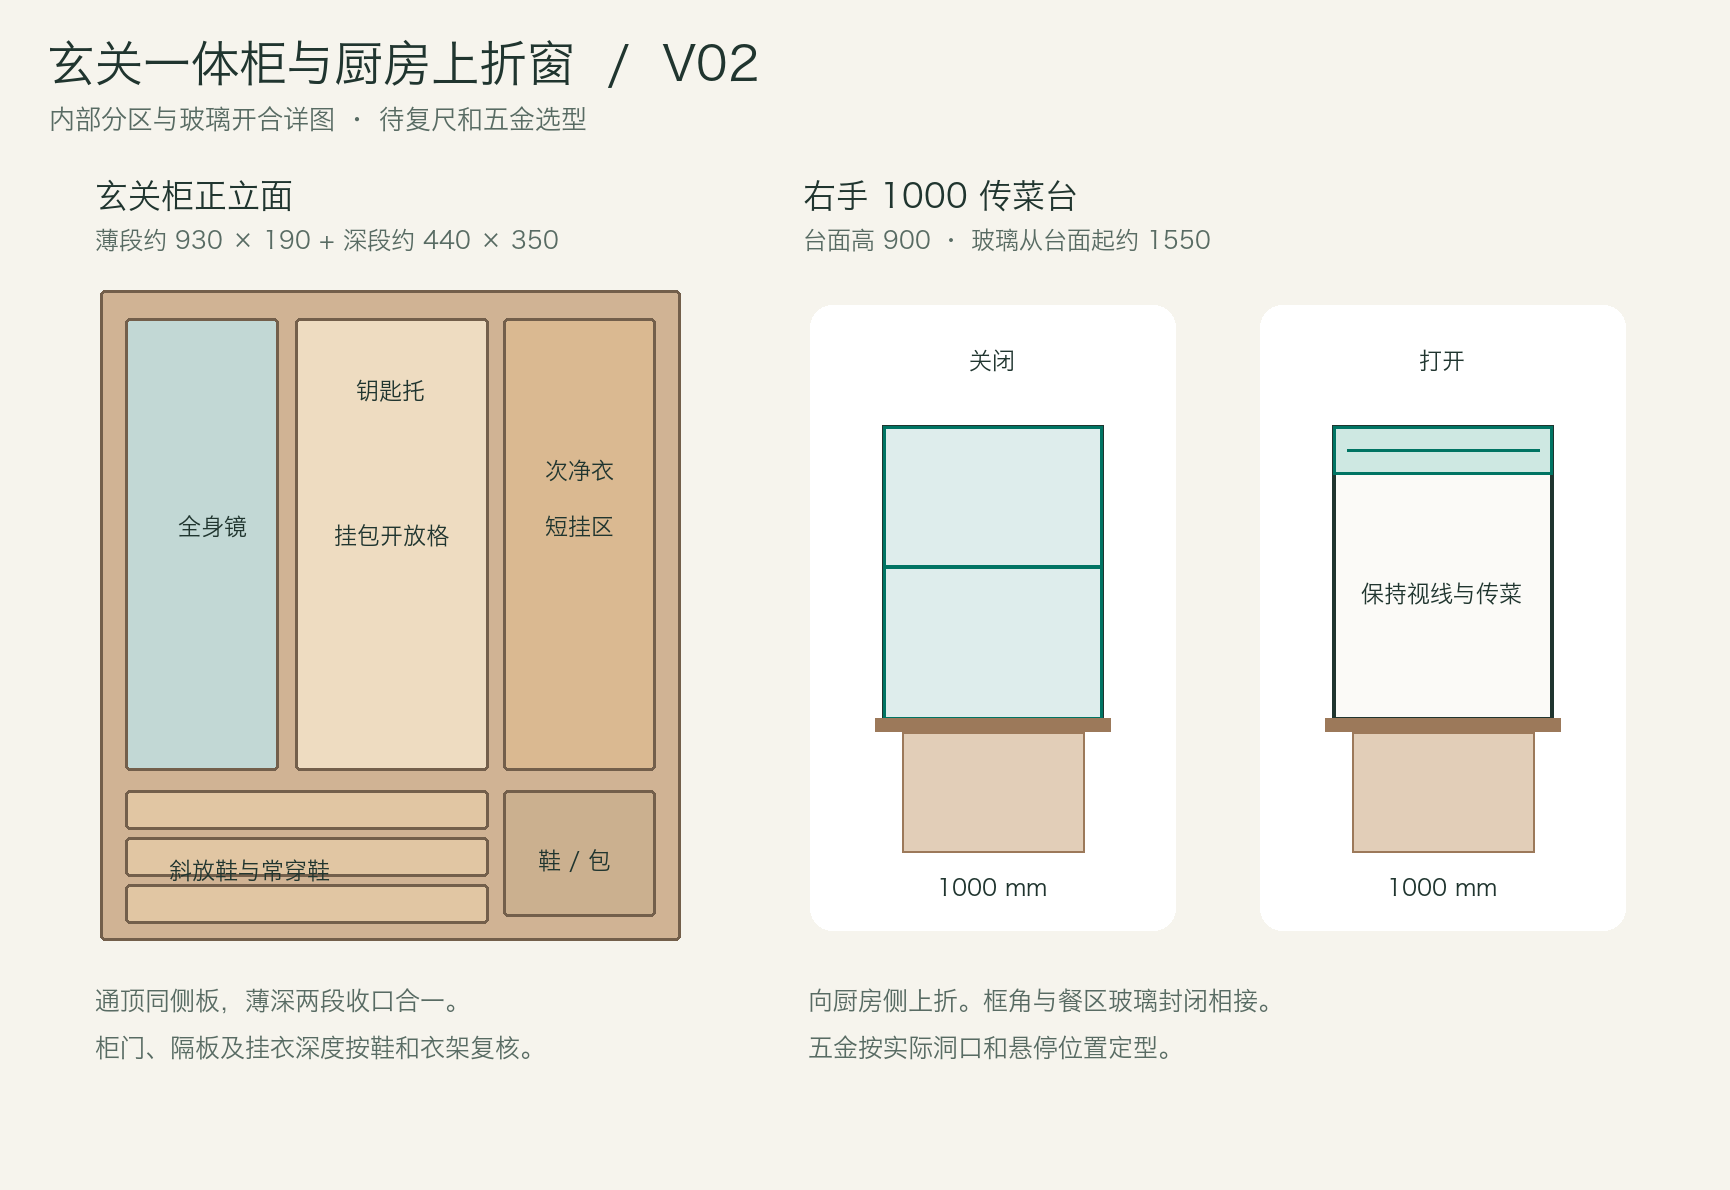 玄关一体柜与厨房上折窗 / V02
内部分区与玻璃开合详图 · 待复尺和五金选型
玄关柜正立面
薄段约 930 × 190 + 深段约 440 × 350
全身镜
钥匙托
挂包开放格
次净衣
短挂区
斜放鞋与常穿鞋
鞋 / 包
通顶同侧板，薄深两段收口合一。
柜门、隔板及挂衣深度按鞋和衣架复核。
右手 1000 传菜台
台面高 900 · 玻璃从台面起约 1550
关闭
1000 mm
打开
保持视线与传菜
1000 mm
向厨房侧上折。框角与餐区玻璃封闭相接。
五金按实际洞口和悬停位置定型。